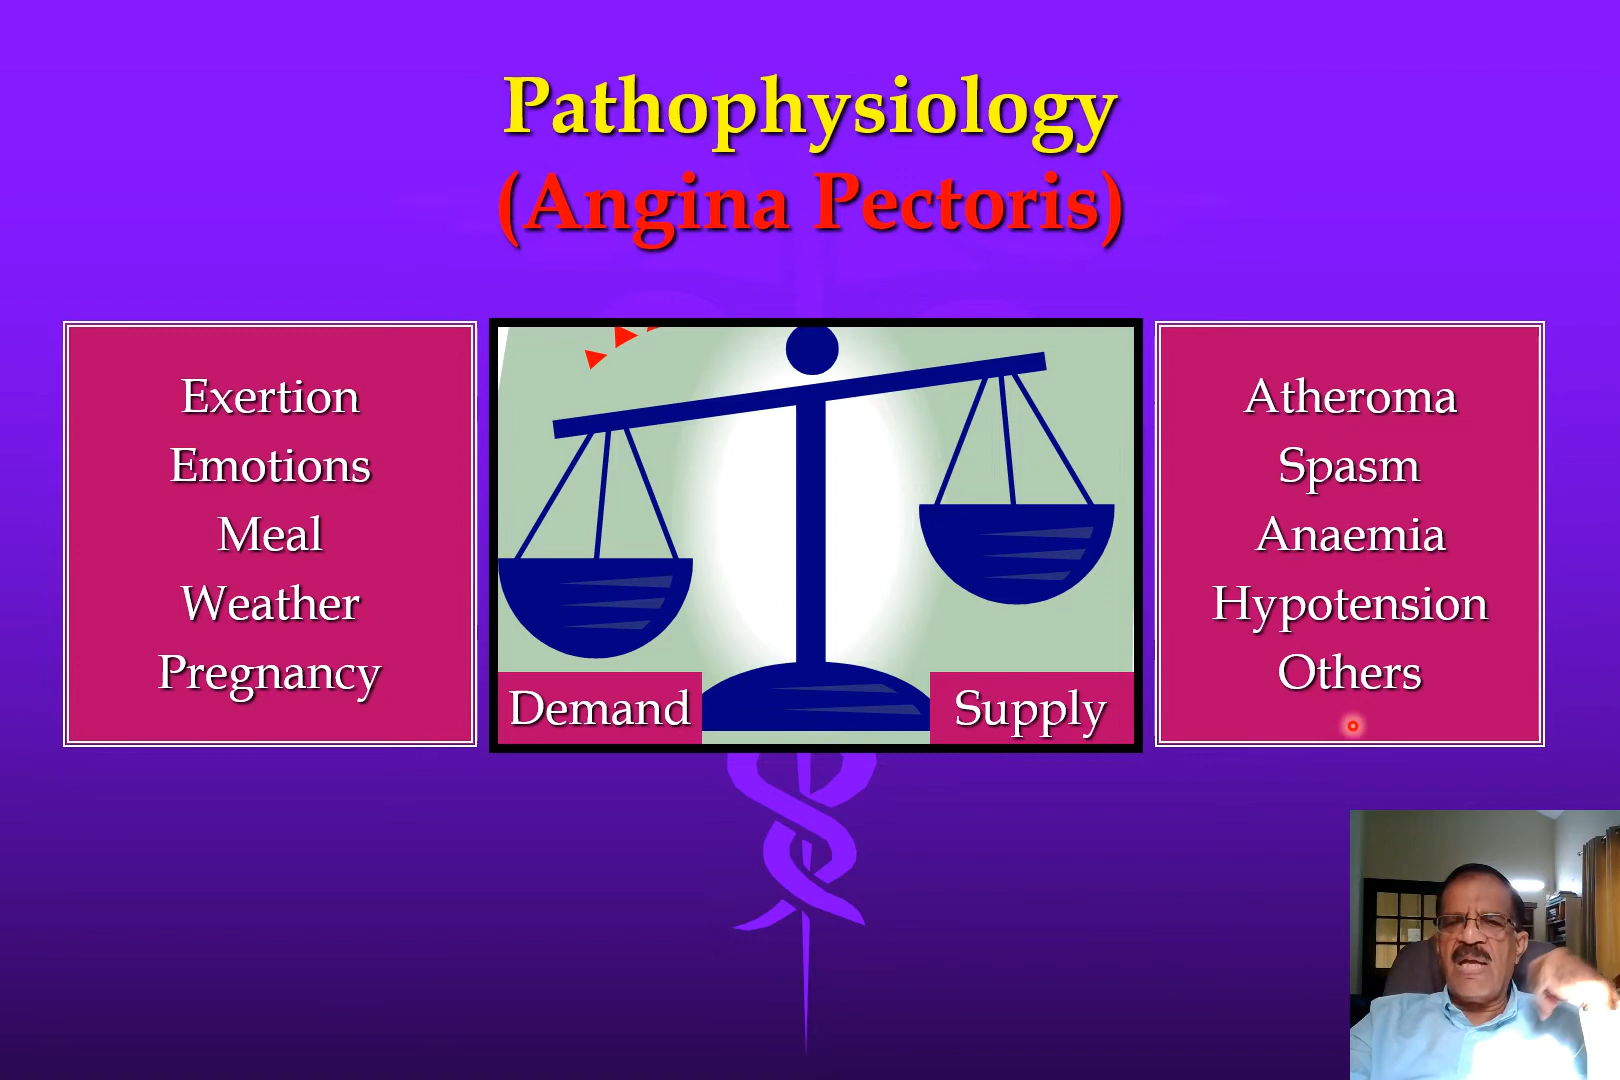 Pathophysiology
(Angina Pectoris)
Exertion
Emotions
Meal
Weather
Pregnancy
Demand
Supply
Atheroma
Spasm
Anaemia
Hypotension
Others